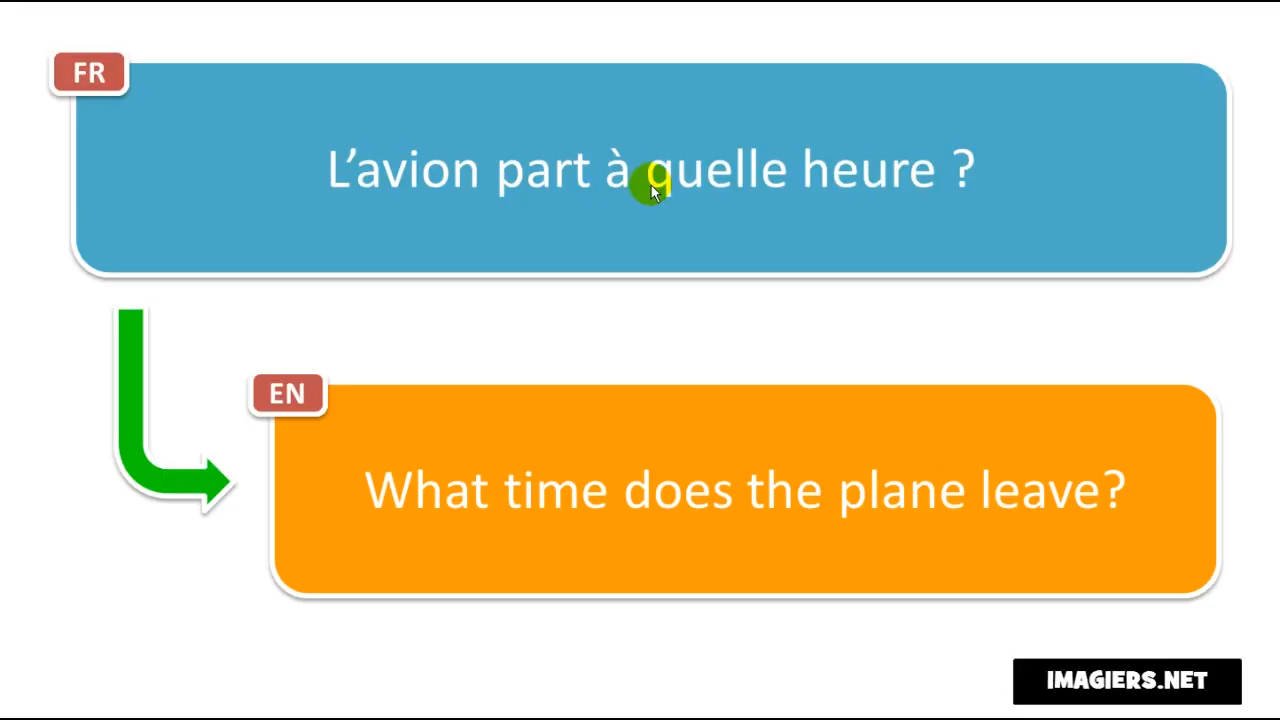 FR
L’avion part à quelle heure ?
EN
What time does the plane leave?
IMAGIERS.NET